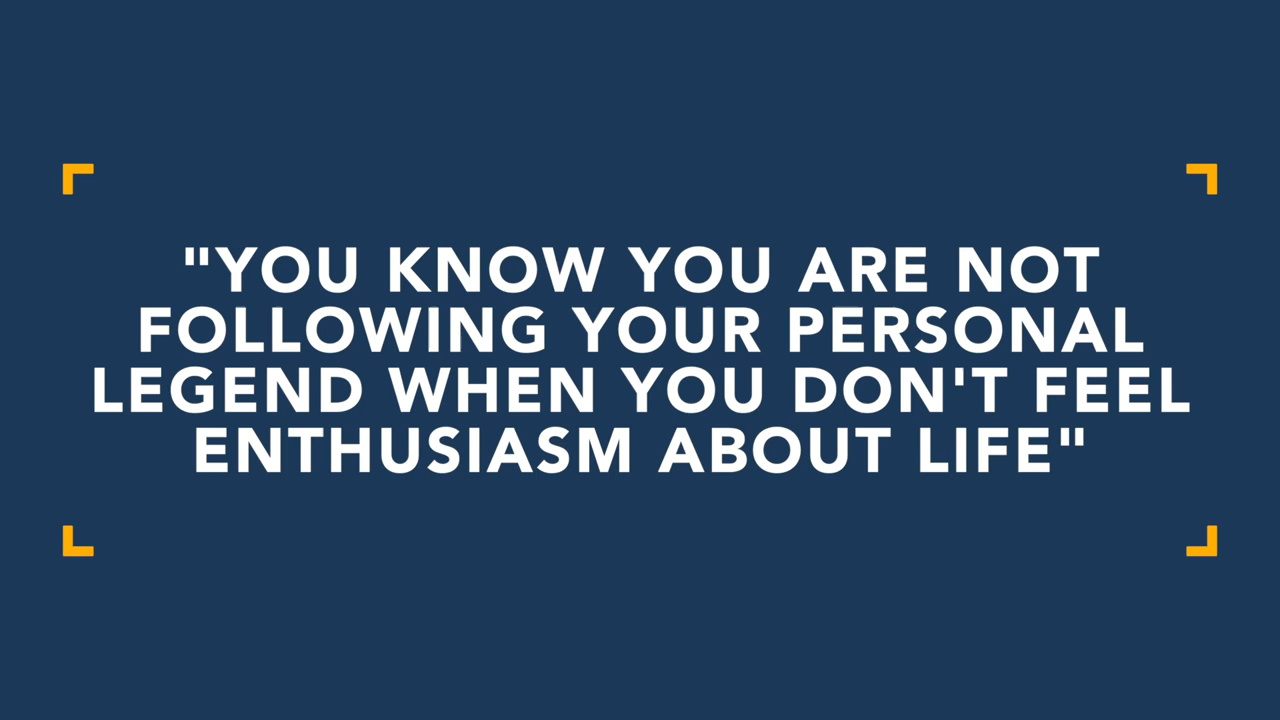 "YOU KNOW YOU ARE NOT
FOLLOWING YOUR PERSONAL
LEGEND WHEN YOU DON'T FEEL
ENTHUSIASM ABOUT LIFE"